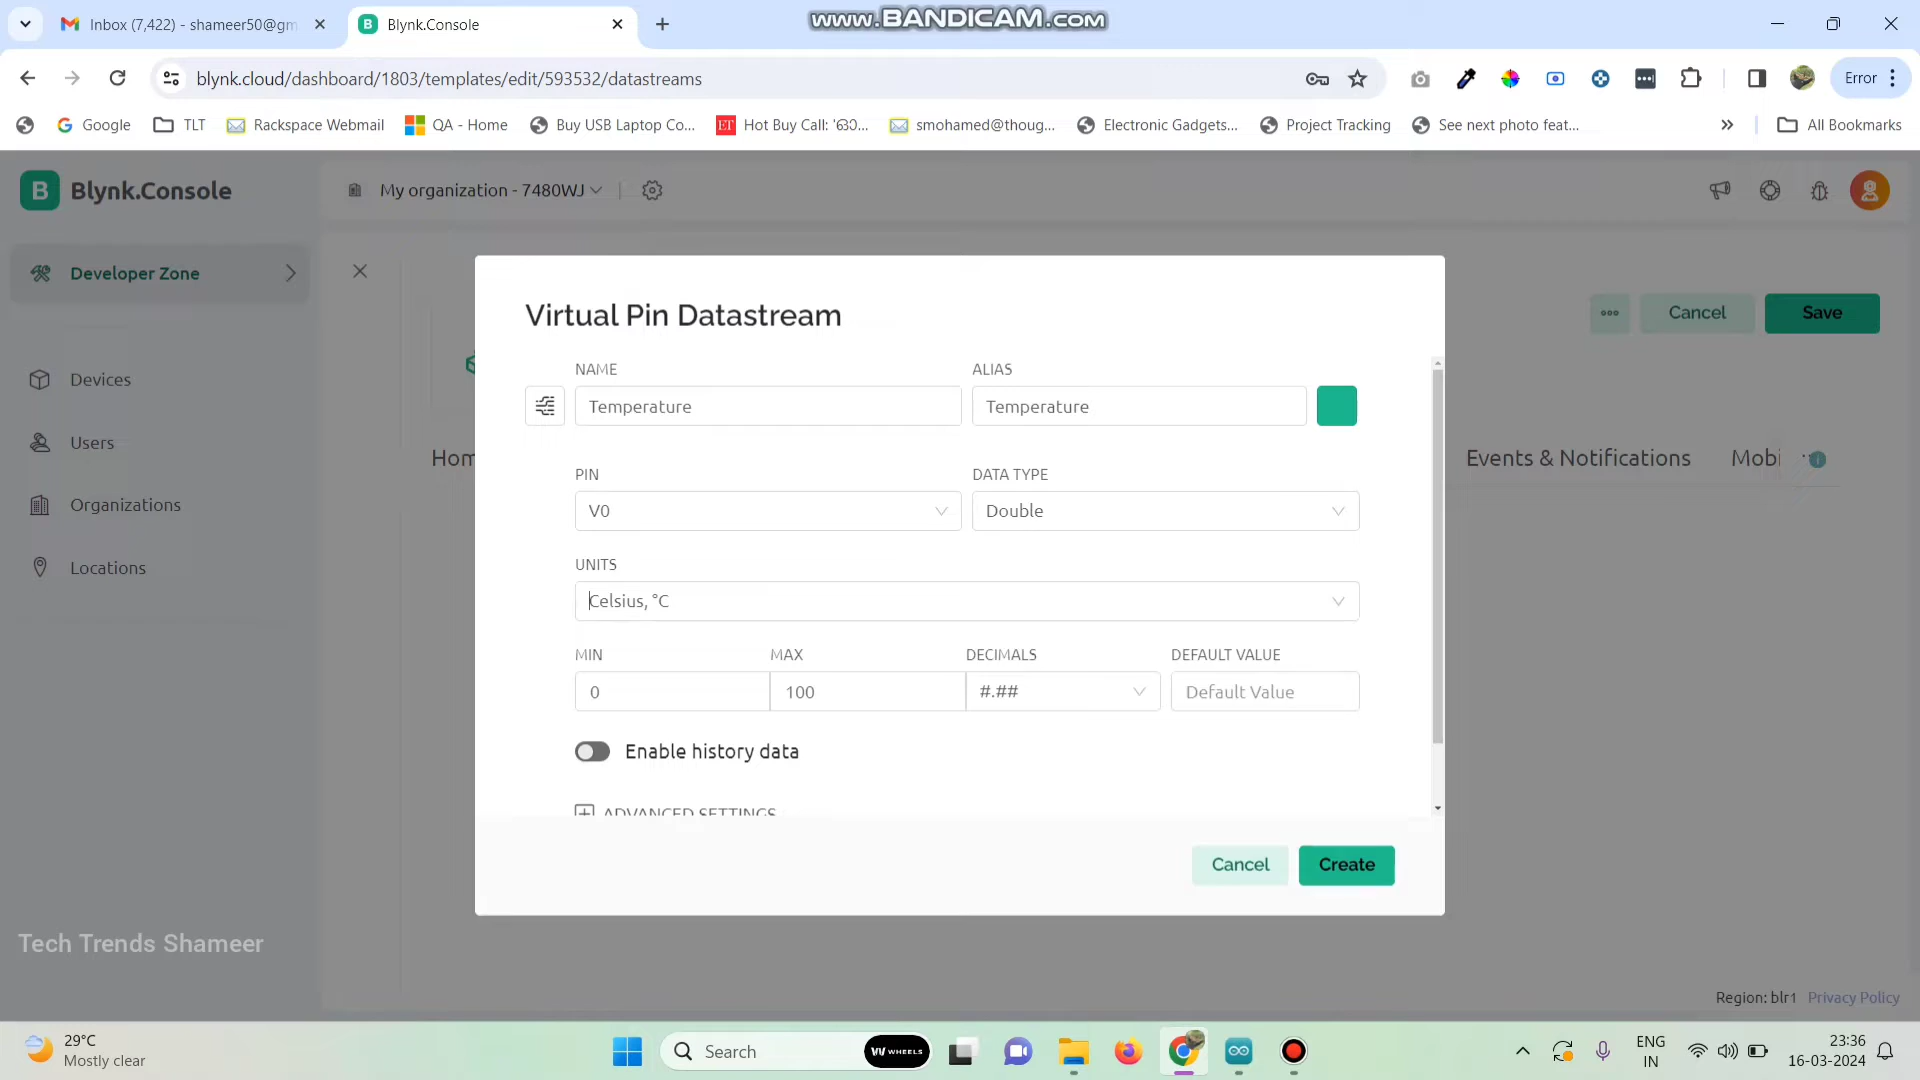 Inbox (7,422) - shameer50@gm
Blynk.Console
www.BANDICAM.com
blynk.cloud/dashboard/1803/templates/edit/593532/datastreams
Error
Google
TLT
Rackspace Webmail
QA - Home
Buy USB Laptop Co...
Hot Buy Call: 'ഓ...
smohamed@thoug...
Electronic Gadgets...
Project Tracking
See next photo feat...
All Bookmarks
B Blynk.Console
My organization - 7480WJ
Developer Zone
Devices
Users
Organizations
Locations
Cancel
Save
Hom
Events & Notifications
Mobi
Virtual Pin Datastream
NAME
ALIAS
Temperature
Temperature
PIN
DATA TYPE
V0
Double
UNITS
Celsius, °C
MIN
MAX
DECIMALS
DEFAULT VALUE
0
100
#.##
Default Value
Enable history data
ADVANCED SETTINGS
Cancel
Create
Tech Trends Shameer
Region: blr1 Privacy Policy
29°C
Mostly clear
Search
WHEELS
ENG
IN
23:36
16-03-2024